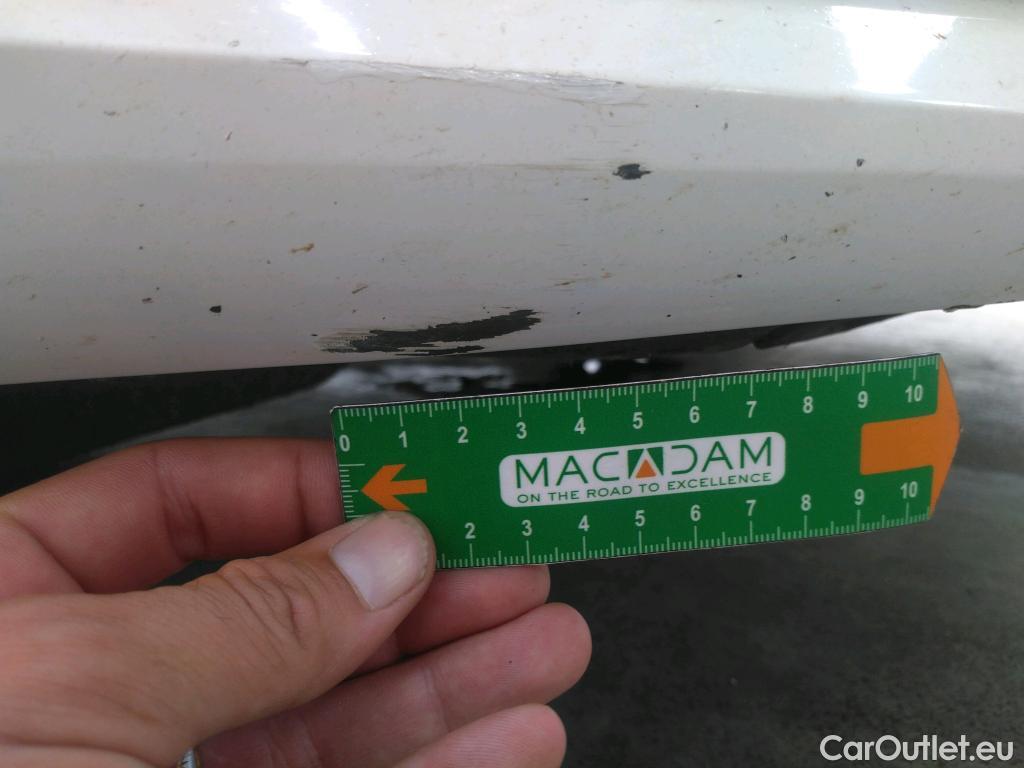 0 1 2 3 4 5 6 7 8 9 10
MACADAM
ON THE ROAD TO EXCELLENCE
2 3 4 5 6 7 8 9 10
CarOutlet.eu